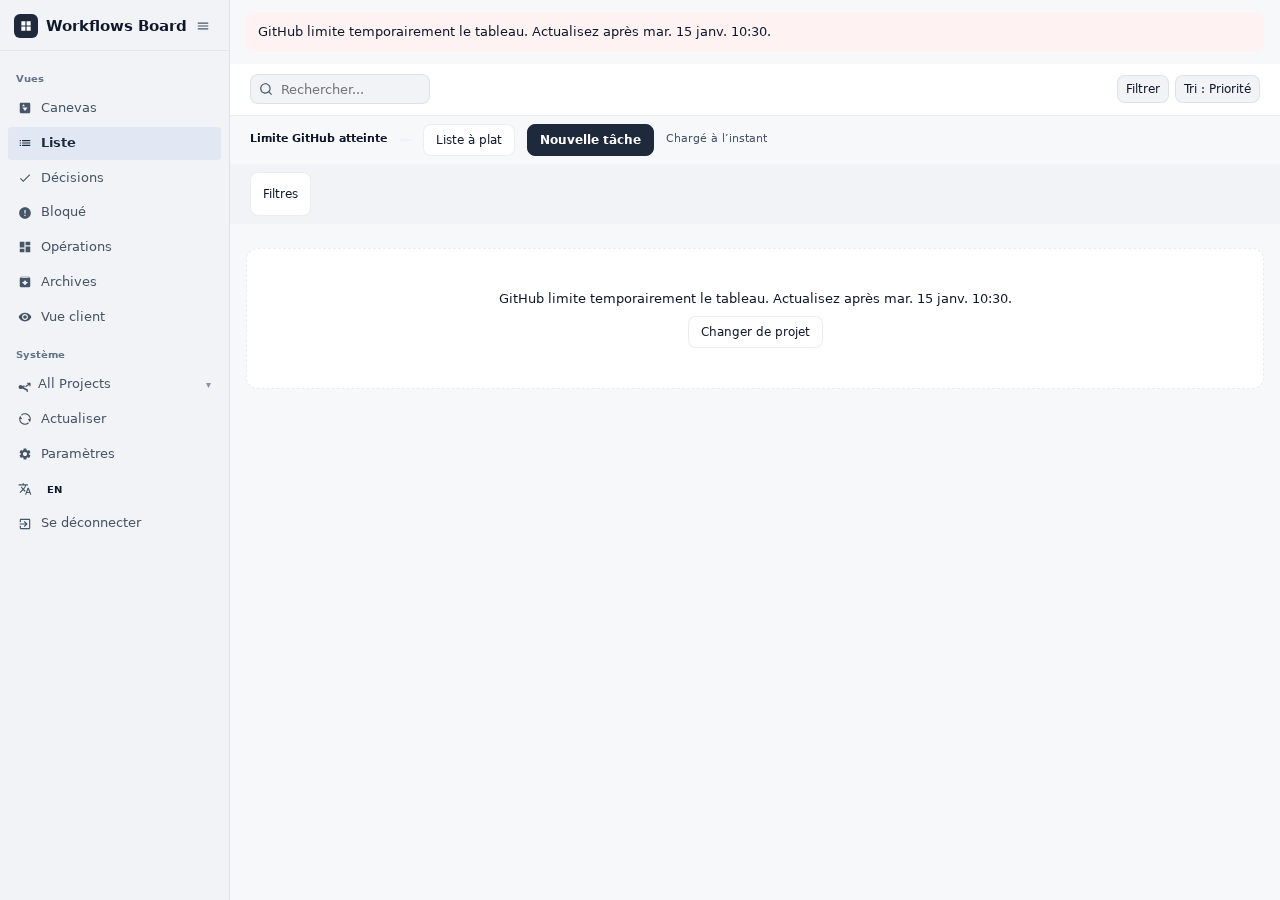 Workflows Board
Vues
Canevas
Liste
Décisions
Bloqué
Opérations
Archives
Vue client
Système
All Projects
Actualiser
Paramètres
EN
Se déconnecter
GitHub limite temporairement le tableau. Actualisez après mar. 15 janv. 10:30.
Rechercher...
Filtrer
Tri : Priorité
Limite GitHub atteinte
Liste à plat
Nouvelle tâche
Chargé à l’instant
Filtres
GitHub limite temporairement le tableau. Actualisez après mar. 15 janv. 10:30.
Changer de projet